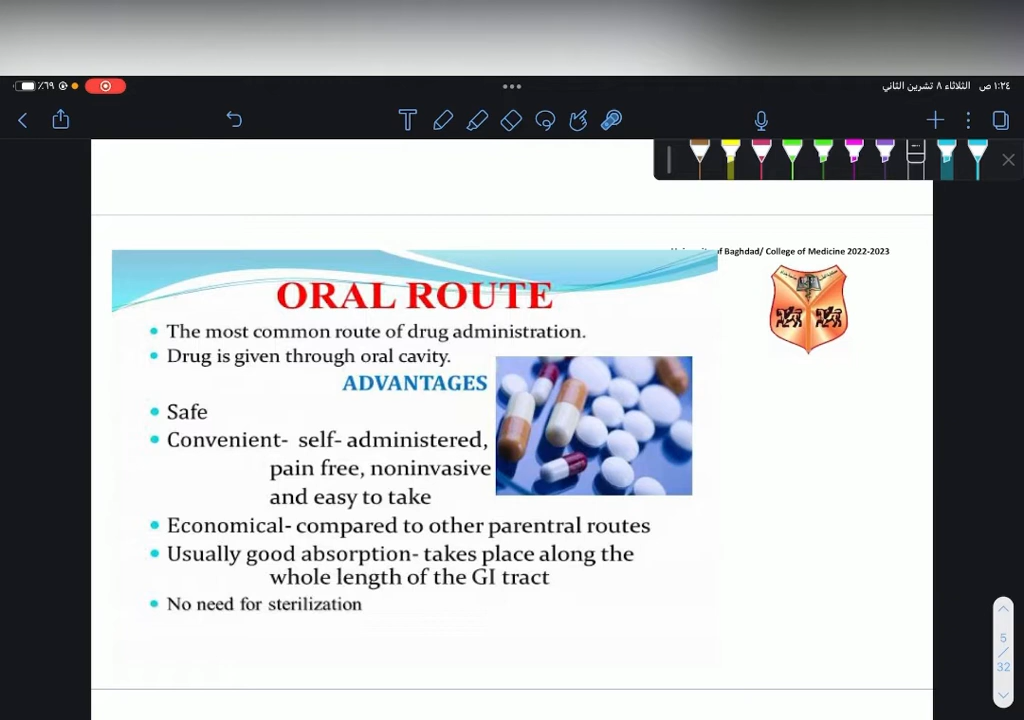 ٪٦٩
١:٢٤ ص الثلاثاء ٨ تشرين الثاني
of Baghdad/ College of Medicine 2022-2023
ORAL ROUTE
• The most common route of drug administration.
• Drug is given through oral cavity.
ADVANTAGES
• Safe
• Convenient- self- administered,
pain free, noninvasive
and easy to take
• Economical- compared to other parentral routes
• Usually good absorption- takes place along the
whole length of the GI tract
• No need for sterilization
5
/
32